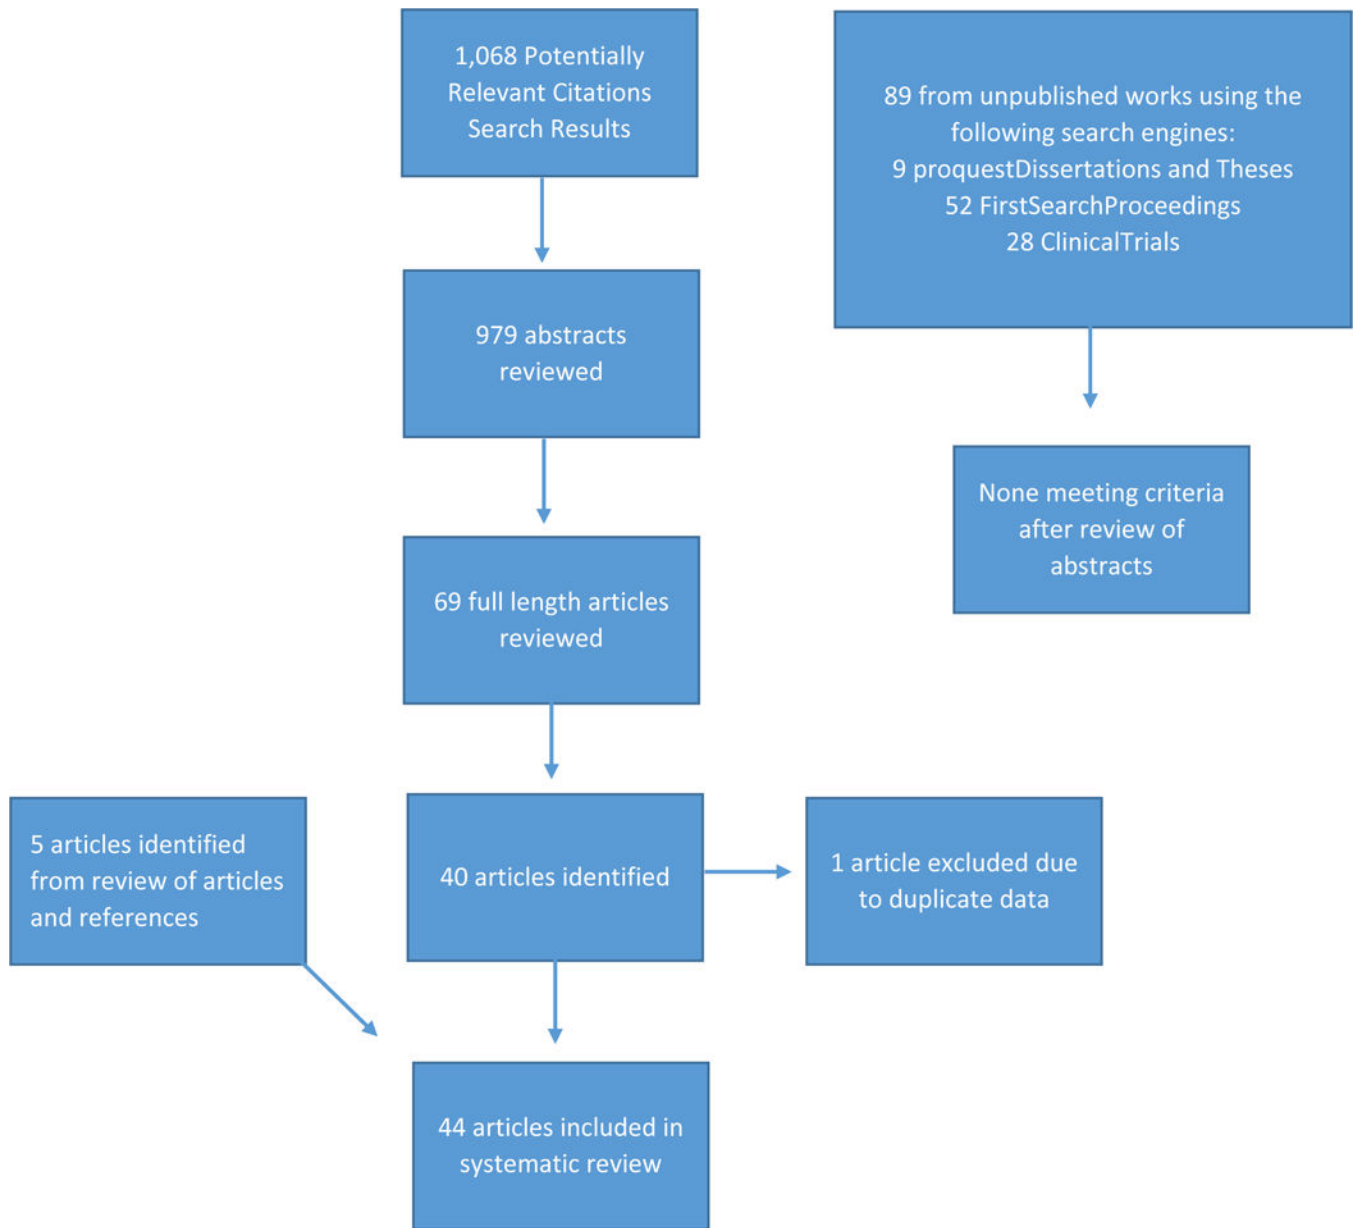 1,068 Potentially
Relevant Citations
Search Results
89 from unpublished works using the
following search engines:
9 proquestDissertations and Theses
52 FirstSearchProceedings
28 ClinicalTrials
979 abstracts
reviewed
None meeting criteria
after review of
abstracts
69 full length articles
reviewed
5 articles identified
from review of articles
and references
40 articles identified
1 article excluded due
to duplicate data
44 articles included in
systematic review